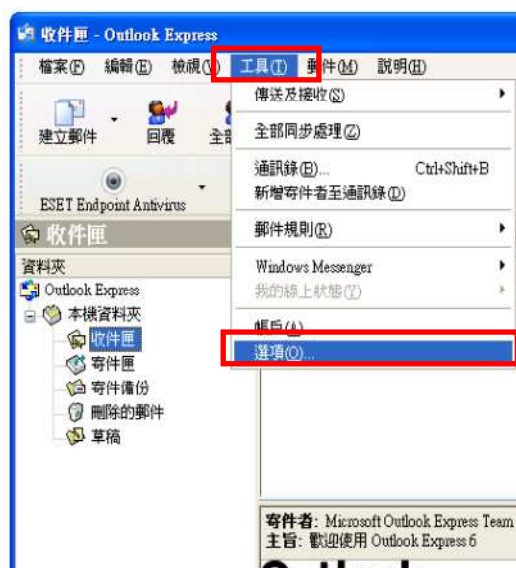 收件匣 - Outlook Express
檔案(F) 編輯(E) 檢視(V) 工具(T) 郵件(M) 說明(H)
建立郵件 回覆 全部
ESET Endpoint Antivirus
收件匣
資料夾
Outlook Express
本機資料夾
收件匣
寄件匣
寄件備份
刪除的郵件
草稿
傳送及接收(S)
全部同步處理(Z)
通訊錄(B)... Ctrl+Shift+B
新增寄件者至通訊錄(D)
郵件規則(R)
Windows Messenger
我的線上狀態(Y)
帳戶(A)...
選項(O)...
寄件者: Microsoft Outlook Express Team
主旨: 歡迎使用 Outlook Express 6